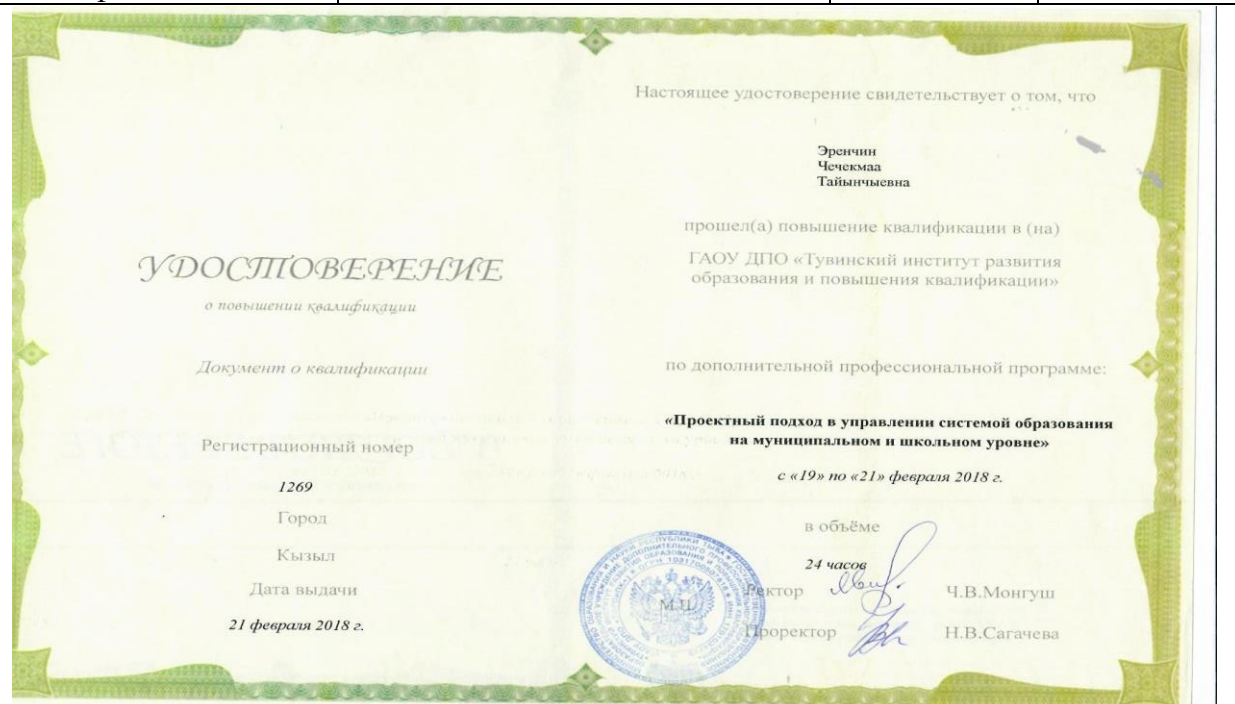 УДОСТОВЕРЕНИЕ
о повышении квалификации
Документ о квалификации
Регистрационный номер
1269
Город
Кызыл
Дата выдачи
21 февраля 2018 г.
Настоящее удостоверение свидетельствует о том, что
Эренчин
Чечекмаа
Тайынчыевна
прошел(а) повышение квалификации в (на)
ГАОУ ДПО «Тувинский институт развития
образования и повышения квалификации»
по дополнительной профессиональной программе:
«Проектный подход в управлении системой образования
на муниципальном и школьном уровне»
с «19» по «21» февраля 2018 г.
в объёме
24 часов
М.П.
Ректор Ч.В.Монгуш
Проректор Н.В.Сагачева